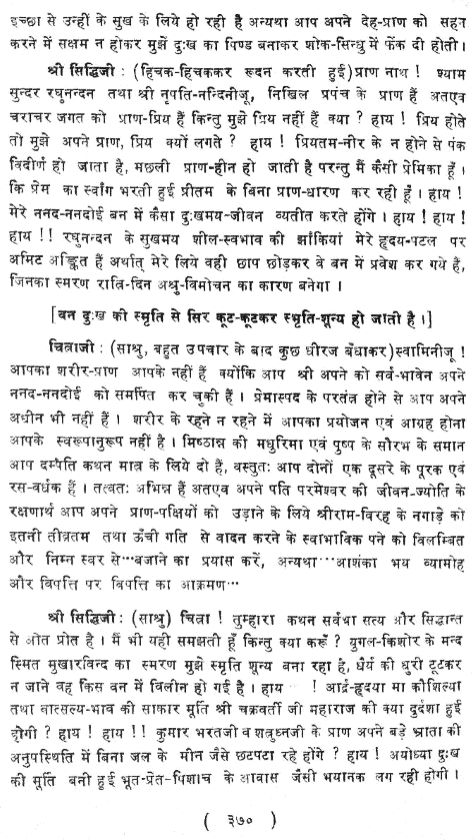 इच्छा से उन्हीं के सुख के लिये हो रही है अन्यथा आप अपने देह-प्राण को सहन
करने में सक्षम न होकर मुझें दुःख का पिण्ड बनाकर शोक-सिन्धु में फेंक दी होती।
श्री सिद्धिजी : (हिचक-हिचककर रूदन करती हुई) प्राण नाथ ! श्याम
सुन्दर रघुनन्दन तथा श्री नृपति-नन्दिनीजू, निखिल प्रपंच के प्राण हैं अतएव
चराचर जगत को प्राण-प्रिय हैं किन्तु मुझे प्रिय नहीं हैं क्या ? हाय ! प्रिय होते
तो मुझे अपने प्राण, प्रिय क्यों लगते ? हाय ! प्रियतम-नीर के न होने से पंक
विदीर्ण हो जाता है, मछली प्राण-हीन हो जाती है परन्तु मैं कैसी प्रेमिका हूँ।
कि प्रेम का स्वाँग भरती हुई प्रीतम के बिना प्राण-धारण कर रही हूँ। हाय !
मेरे ननद-ननदोई बन में कैसा दुःखमय-जीवन व्यतीत करते होंगे । हाय ! हाय !
हाय !! रघुनन्दन के सुखमय शील-स्वभाव की झाँकियां मेरे हृदय-पटल पर
अमिट अङ्कित हैं अर्थात् मेरे लिये वही छाप छोड़कर वे बन में प्रवेश कर गये हैं,
जिनका स्मरण रात्रि-दिन अश्रु-विमोचन का कारण बनेगा ।
[वन दुःख की स्मृति से सिर कूट-कूटकर स्मृति-शून्य हो जाती है ।]
चित्राजी : (साश्रु, बहुत उपचार के बाद कुछ धीरज बँधाकर) स्वामिनीजू !
आपका शरीर-प्राण आपके नहीं हैं क्योंकि आप श्री अपने को सर्व-भावेन अपने
ननद-ननदोई को समर्पित कर चुकी हैं । प्रेमास्पद के परतंत्र होने से आप अपने
अधीन भी नहीं हैं । शरीर के रहने न रहने में आपका प्रयोजन एवं आग्रह होना
आपके स्वरूपानुरूप नहीं है । मिष्ठान्न की मधुरिमा एवं पुष्प के सौरभ के समान
आप दम्पति कथन मात्र के लिये दो हैं, वस्तुतः आप दोनों एक दूसरे के पूरक एवं
रस-वर्धक हैं । तत्वतः अभिन्न हैं अतएव अपने पति परमेश्वर की जीवन-ज्योति के
रक्षणार्थ आप अपने प्राण-पक्षियों को उड़ाने के लिये श्रीराम-विरह के नगाड़े को
इतनी तीव्रतम तथा ऊँची गति से वादन करने के स्वाभाविक पने को विलम्बित
और निम्न स्वर से····बजाने का प्रयास करें, अन्यथा····आशंका भय व्यामोह
और विपत्ति पर विपत्ति का आक्रमण····
श्री सिद्धिजी : (साश्रु) चित्रा ! तुम्हारा कथन सर्वथा सत्य और सिद्धान्त
से ओत प्रोत है । मैं भी यही समझती हूँ किन्तु क्या करूँ ? युगल-किशोर के मन्द
स्मित मुखारविन्द का स्मरण मुझे स्मृति शून्य बना रहा है, धैर्य की धुरी टूटकर
न जाने वह किस वन में विलीन हो गई है । हाय···· ! आर्द्र-हृदया मा कौशिल्या
तथा वात्सल्य-भाव की साकार मूर्ति श्री चक्रवर्ती जी महाराज की क्या दुर्दशा हुई
होगी ? हाय ! हाय !! कुमार भरतजी व शत्रुघ्नजी के प्राण अपने बड़े भ्राता की
अनुपस्थिति में बिना जल के मीन जैसे छटपटा रहे होंगे ? हाय ! अयोध्या दुःख
की मूर्ति बनी हुई भूत-प्रेत-पिशाच के आवास जैसी भयानक लग रही होगी ।
( ३७० )